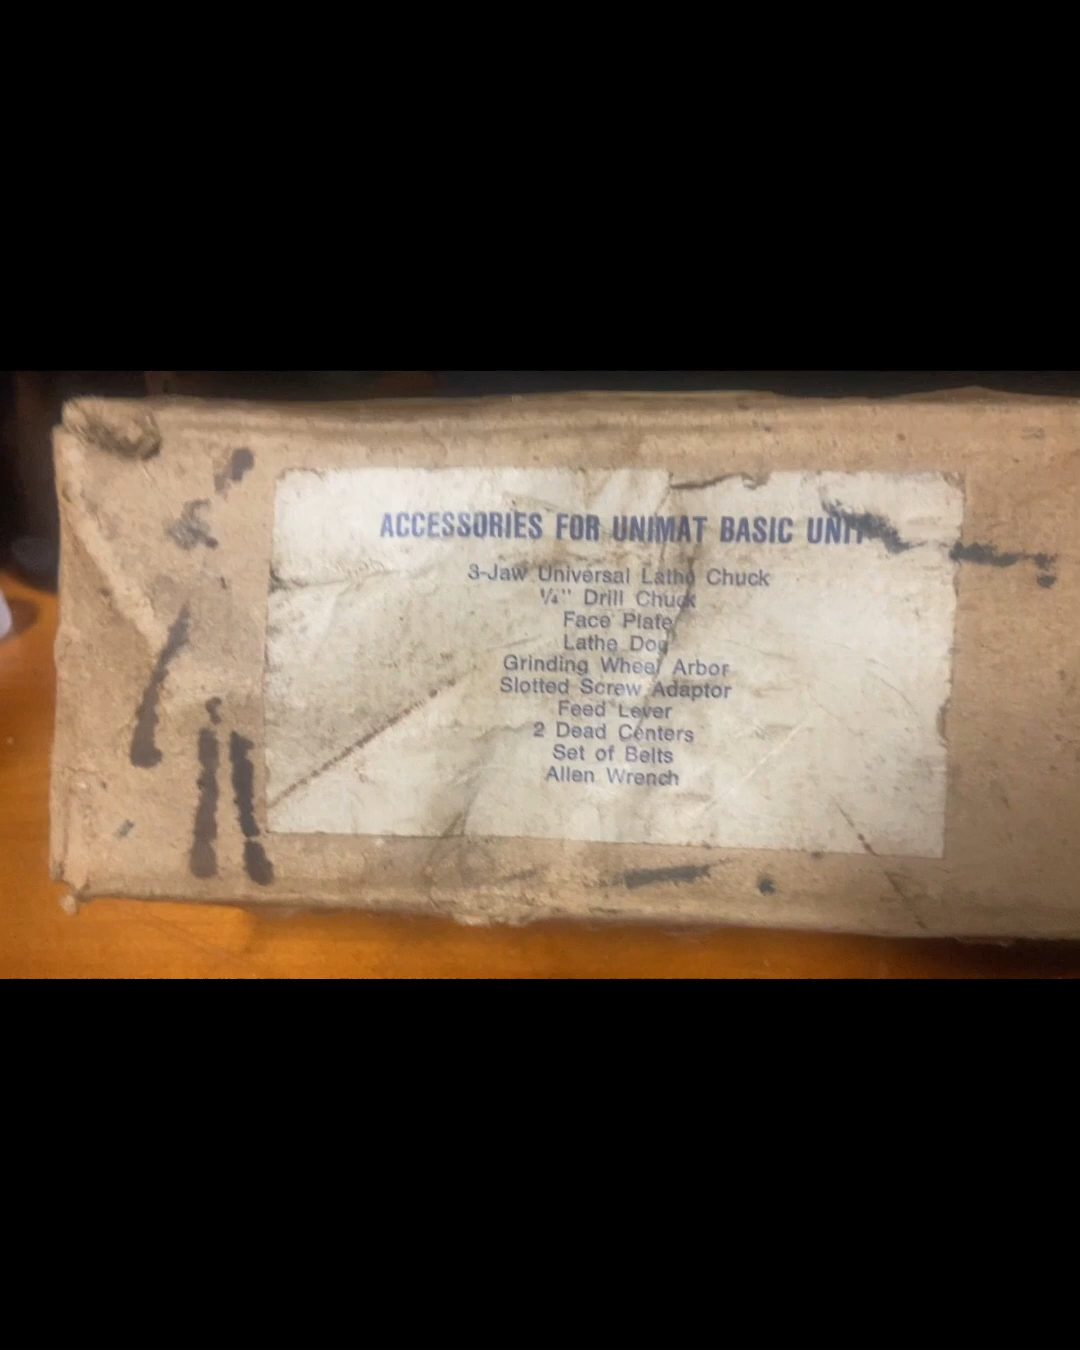 ACCESSORIES FOR UNIMAT BASIC UNIT
3-Jaw Universal Lathe Chuck
¼" Drill Chuck
Face Plate
Lathe Dog
Grinding Wheel Arbor
Slotted Screw Adaptor
Feed Lever
2 Dead Centers
Set of Belts
Allen Wrench